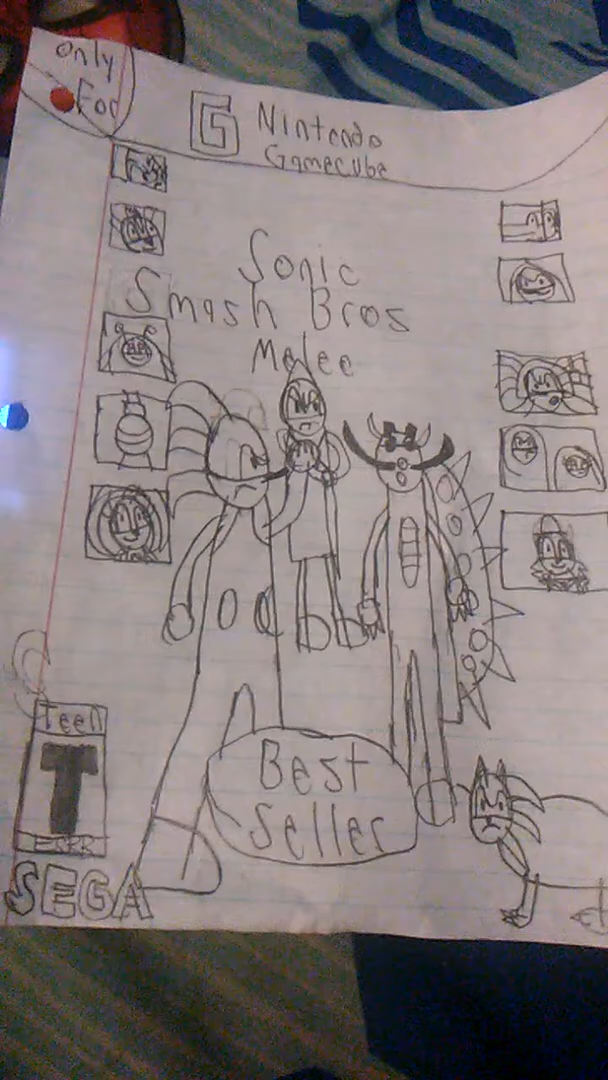 Only
For
G
Nintendo
Gamecube
Sonic
Smash Bros
Melee
Best
Seller
Teen
T
ESRB
SEGA